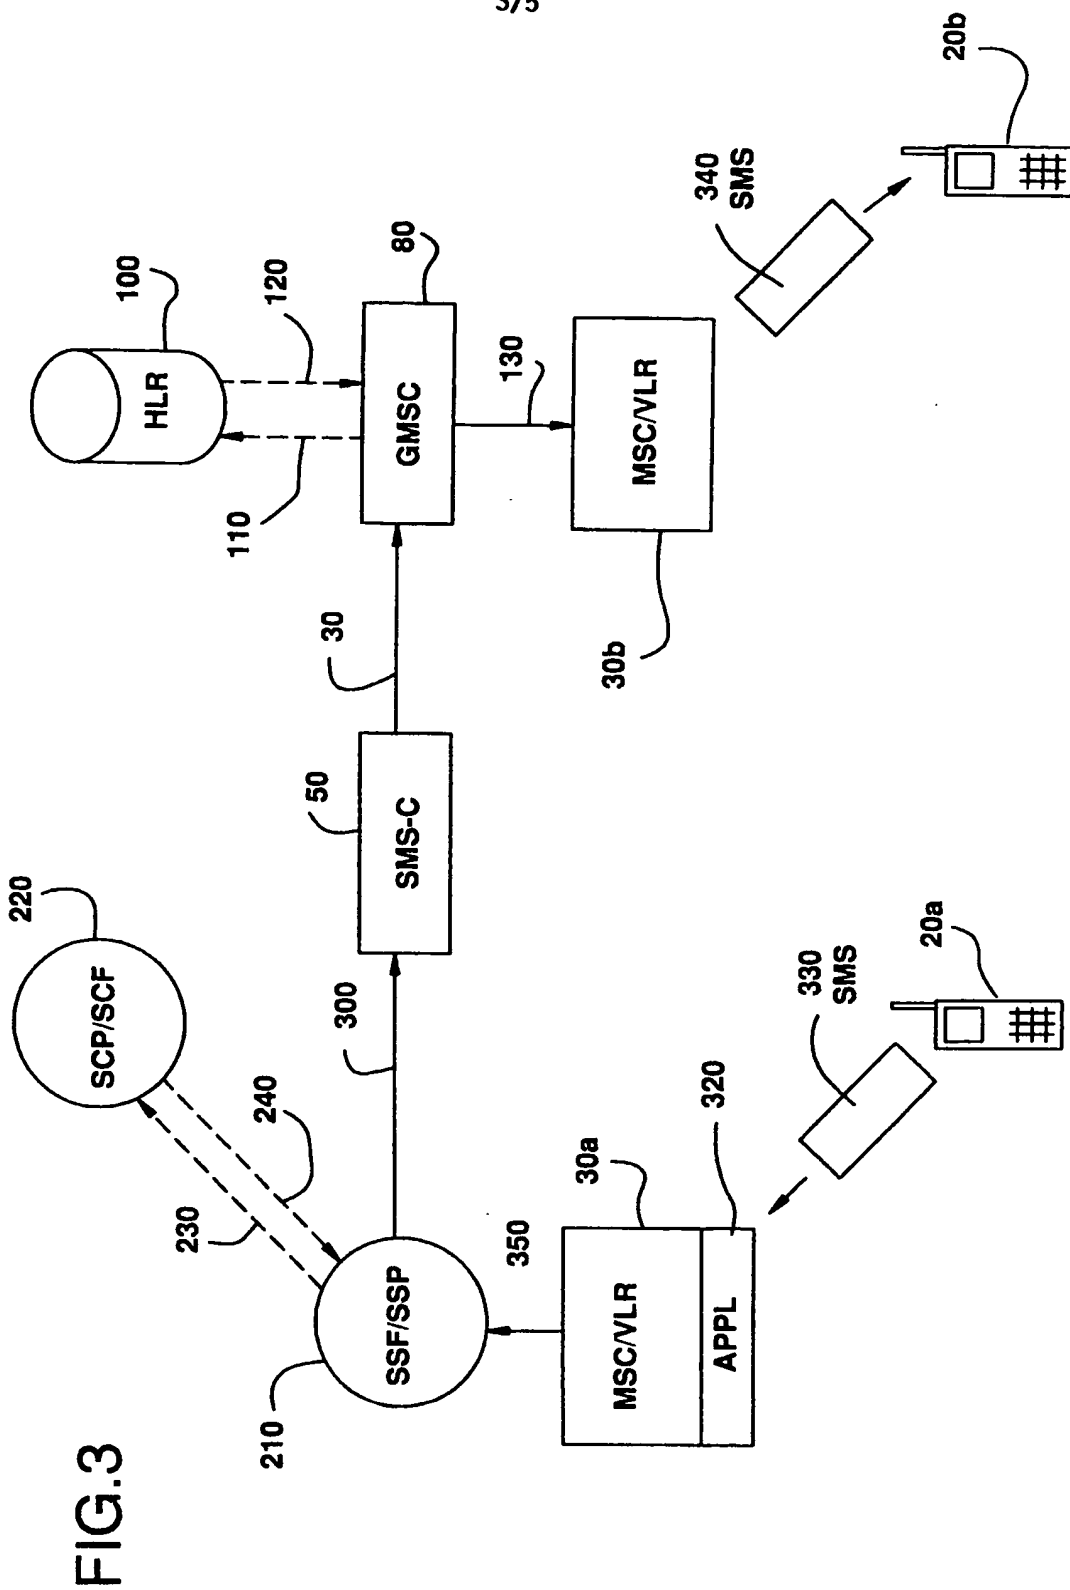 3/5
FIG.3
220
SCP/SCF
230
240
210
SSF/SSP
300
50
SMS-C
30
110
100
HLR
120
80
GMSC
130
350
30a
MSC/VLR
APPL
320
30b
MSC/VLR
330
SMS
340
SMS
20a
20b